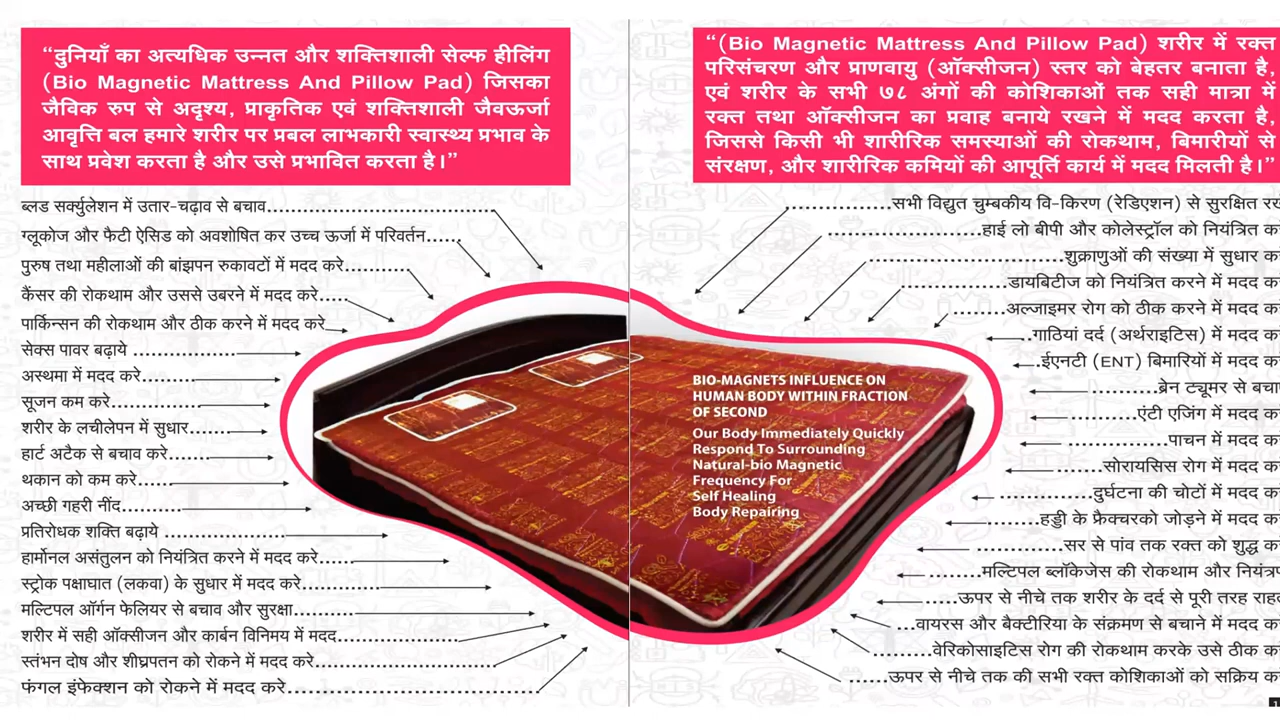 “दुनियाँ का अत्यधिक उन्नत और शक्तिशाली सेल्फ हीलिंग
(Bio Magnetic Mattress And Pillow Pad) जिसका
जैविक रुप से अदृश्य, प्राकृतिक एवं शक्तिशाली जैवऊर्जा
आवृत्ति बल हमारे शरीर पर प्रबल लाभकारी स्वास्थ्य प्रभाव के
साथ प्रवेश करता है और उसे प्रभावित करता है।”
ब्लड सर्क्युलेशन में उतार-चढ़ाव से बचाव
ग्लूकोज और फैटी ऐसिड को अवशोषित कर उच्च ऊर्जा में परिवर्तन
पुरुष तथा महीलाओं की बांझपन रुकावटों में मदद करे
कैंसर की रोकथाम और उससे उबरने में मदद करे
पार्किन्सन की रोकथाम और ठीक करने में मदद करे
सेक्स पावर बढ़ाये
अस्थमा में मदद करे
सूजन कम करे
शरीर के लचीलेपन में सुधार
हार्ट अटैक से बचाव करे
थकान को कम करे
अच्छी गहरी नींद
प्रतिरोधक शक्ति बढ़ाये
हार्मोनल असंतुलन को नियंत्रित करने में मदद करे
स्ट्रोक पक्षाघात (लकवा) के सुधार में मदद करे
मल्टिपल ऑर्गन फेलियर से बचाव और सुरक्षा
शरीर में सही ऑक्सीजन और कार्बन विनिमय में मदद
स्तंभन दोष और शीघ्रपतन को रोकने में मदद करे
फंगल इंफेक्शन को रोकने में मदद करे
“(Bio Magnetic Mattress And Pillow Pad) शरीर में रक्त
परिसंचरण और प्राणवायु (ऑक्सीजन) स्तर को बेहतर बनाता है,
एवं शरीर के सभी ७८ अंगों की कोशिकाओं तक सही मात्रा में
रक्त तथा ऑक्सीजन का प्रवाह बनाये रखने में मदद करता है,
जिससे किसी भी शारीरिक समस्याओं की रोकथाम, बिमारीयों से
संरक्षण, और शारीरिक कमियों की आपूर्ति कार्य में मदद मिलती है।”
सभी विद्युत चुम्बकीय वि-किरण (रेडिएशन) से सुरक्षित
हाई लो बीपी और कोलेस्ट्रॉल को नियंत्रित
शुक्राणुओं की संख्या में सुधार
डायबिटीज को नियंत्रित करने में मदद
अल्जाइमर रोग को ठीक करने में मदद
गाठियां दर्द (अर्थराइटिस) में मदद
ईएनटी (ENT) बिमारियों में मदद
ब्रेन ट्यूमर से
एंटी एजिंग में मदद
पाचन में मदद
सोरायसिस रोग में मदद
दुर्घटना की चोटों में मदद
हड्डी के फ्रैक्चरको जोड़ने में मदद
सर से पांव तक रक्त को शुद्ध
मल्टिपल ब्लॉकेजेस की रोकथाम और
ऊपर से नीचे तक शरीर के दर्द से पूरी तरह
वायरस और बैक्टीरिया के संक्रमण से बचाने में मदद
वेरिकोसाइटिस रोग की रोकथाम करके उसे ठीक
ऊपर से नीचे तक की सभी रक्त कोशिकाओं को सक्रिय
BIO-MAGNETS INFLUENCE ON
HUMAN BODY WITHIN FRACTION
OF SECOND
Our Body Immediately Quickly
Respond To Surrounding
Natural-bio Magnetic
Frequency For
Self Healing
Body Repairing